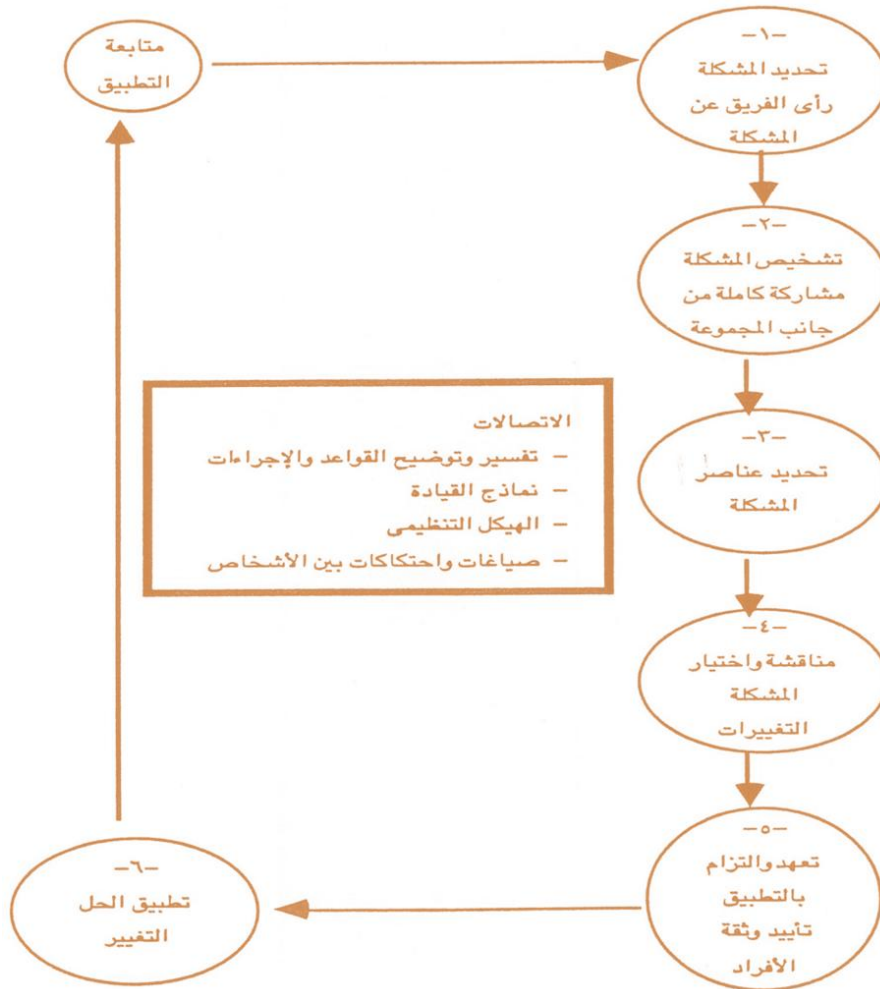 -١-
تحديد المشكلة
رأى الفريق عن
المشكلة
-٢-
تشخيص المشكلة
مشاركة كاملة من
جانب المجموعة
-٣-
تحديد عناصر
المشكلة
-٤-
مناقشة واختيار
المشكلة
التغييرات
-٥-
تعهد والتزام
بالتطبيق
تأييد وثقة
الأفراد
-٦-
تطبيق الحل
التغيير
متابعة
التطبيق
الاتصالات
- تفسير وتوضيح القواعد والإجراءات
- نماذج القيادة
- الهيكل التنظيمى
- صياغات واحتكاكات بين الأشخاص